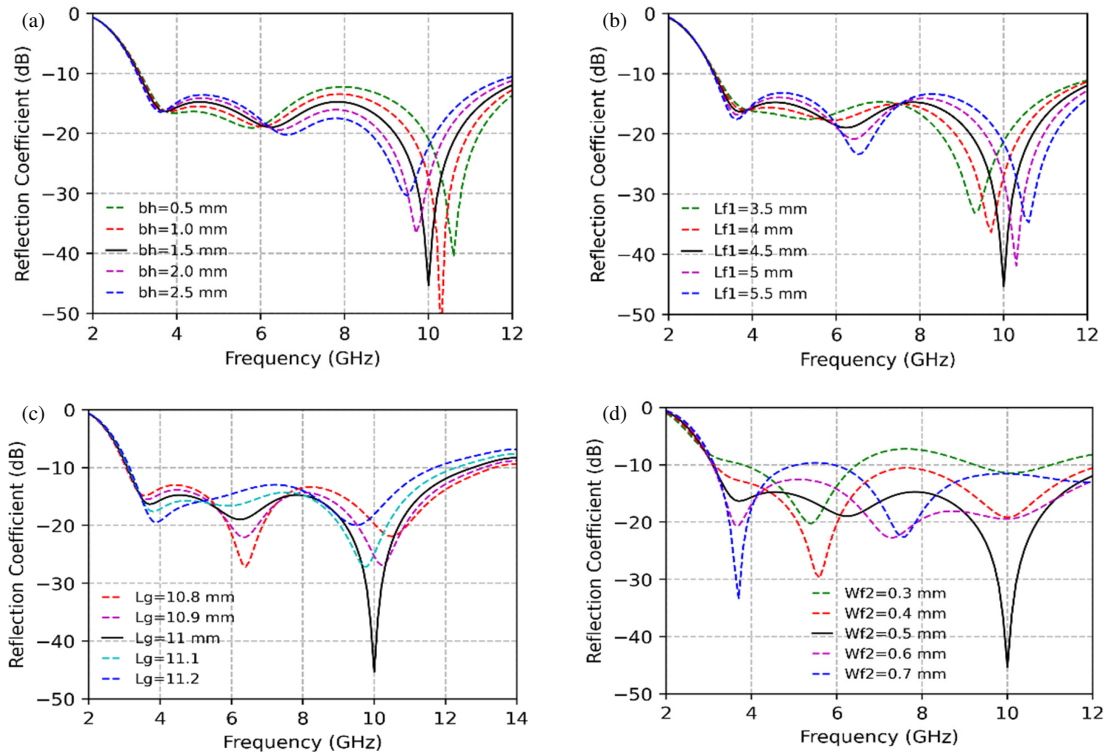 (a)
0
−10
−20
−30
−40
−50
Reflection Coefficient (dB)
bh=0.5 mm
bh=1.0 mm
bh=1.5 mm
bh=2.0 mm
bh=2.5 mm
2 4 6 8 10 12
Frequency (GHz)
(b)
0
−10
−20
−30
−40
−50
Reflection Coefficient (dB)
Lf1=3.5 mm
Lf1=4 mm
Lf1=4.5 mm
Lf1=5 mm
Lf1=5.5 mm
2 4 6 8 10 12
Frequency (GHz)
(c)
0
−10
−20
−30
−40
−50
Reflection Coefficient (dB)
Lg=10.8 mm
Lg=10.9 mm
Lg=11 mm
Lg=11.1
Lg=11.2
2 4 6 8 10 12 14
Frequency (GHz)
(d)
0
−10
−20
−30
−40
−50
Reflection Coefficient (dB)
Wf2=0.3 mm
Wf2=0.4 mm
Wf2=0.5 mm
Wf2=0.6 mm
Wf2=0.7 mm
2 4 6 8 10 12
Frequency (GHz)